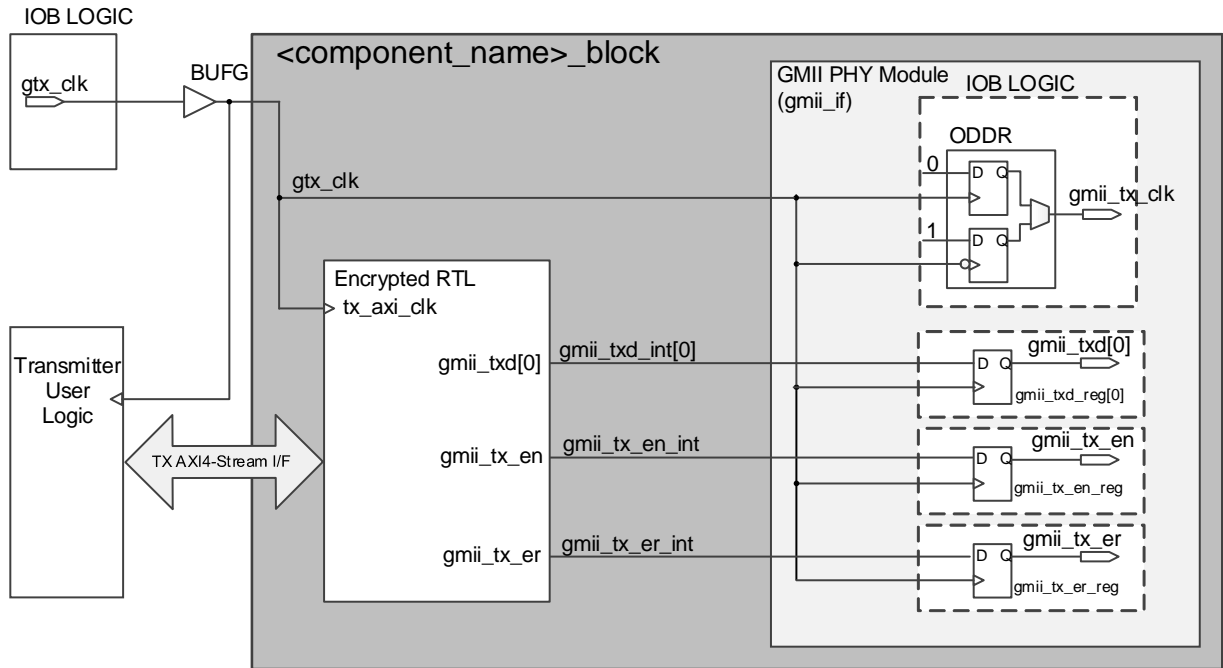 IOB LOGIC
gtx_clk
BUFG
<component_name>_block
GMII PHY Module
(gmii_if)
IOB LOGIC
ODDR
0
D Q
gmii_tx_clk
1
D Q
gtx_clk
Encrypted RTL
tx_axi_clk
Transmitter
User
Logic
TX AXI4-Stream I/F
gmii_txd[0]
gmii_txd_int[0]
D Q
gmii_txd[0]
gmii_txd_reg[0]
gmii_tx_en
gmii_tx_en_int
D Q
gmii_tx_en
gmii_tx_en_reg
gmii_tx_er
gmii_tx_er_int
D Q
gmii_tx_er
gmii_tx_er_reg